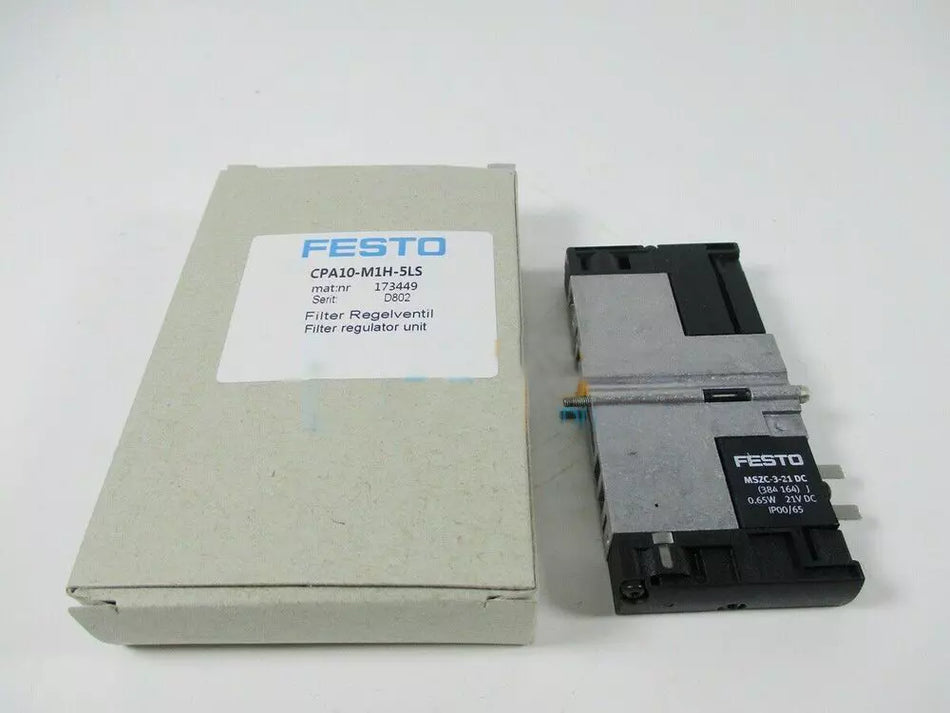 FESTO
CPA10-M1H-5LS
mat:nr 173449
Serit: D802
Filter Regelventil
Filter regulator unit
FESTO
MSZC-3-21 DC
(384 164) J
0.65W 21V DC
IP00/65